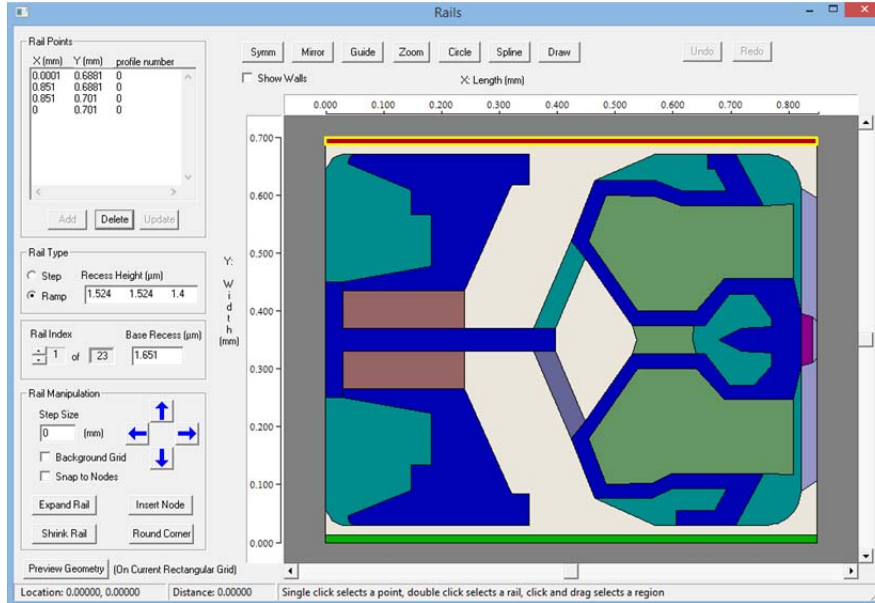 Rails
Rail Points
X (mm) Y (mm) profile number
0.0001 0.6881 0
0.851 0.6881 0
0.851 0.701 0
0 0.701 0
Add Delete Update
Rail Type
Step Recess Height (µm)
Ramp 1.524 1.524 1.4
Rail Index Base Recess (µm)
1 of 23 1.651
Rail Manipulation
Step Size
0 (mm)
Background Grid
Snap to Nodes
Expand Rail Insert Node
Shrink Rail Round Corner
Preview Geometry (On Current Rectangular Grid)
Symm Mirror Guide Zoom Circle Spline Draw Undo Redo
Show Walls X: Length (mm)
0.000 0.100 0.200 0.300 0.400 0.500 0.600 0.700 0.800
Y:
W
i
d
t
h
(mm)
0.700
0.600
0.500
0.400
0.300
0.200
0.100
0.000
Location: 0.00000, 0.00000 Distance: 0.00000 Single click selects a point, double click selects a rail, click and drag selects a region